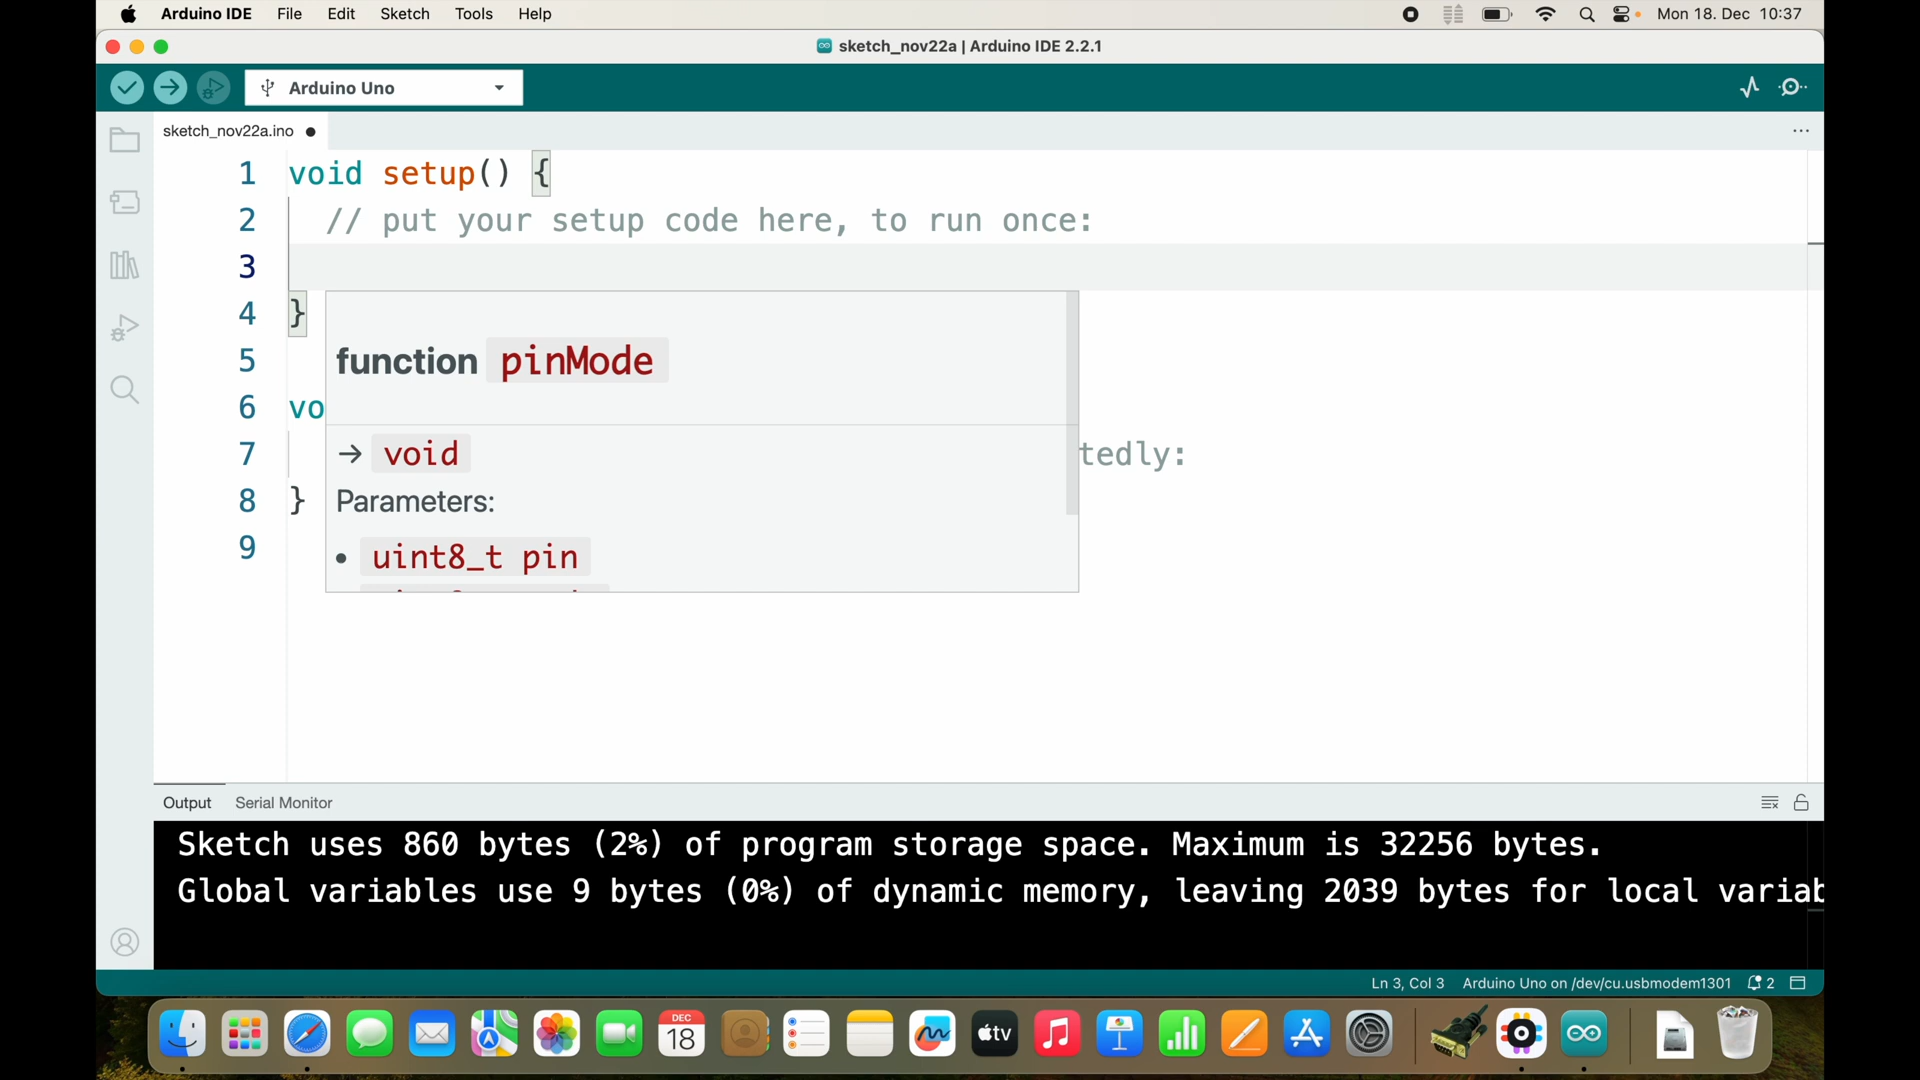 Arduino IDE File Edit Sketch Tools Help Mon 18. Dec 10:37
sketch_nov22a | Arduino IDE 2.2.1
Arduino Uno
sketch_nov22a.ino
1 void setup() {
2 // put your setup code here, to run once:
3
4 }
function pinMode
5
6 vo
→ void
7 tedly:
Parameters:
8 }
9
• uint8_t pin
Output Serial Monitor
Sketch uses 860 bytes (2%) of program storage space. Maximum is 32256 bytes.
Global variables use 9 bytes (0%) of dynamic memory, leaving 2039 bytes for local variab
Ln 3, Col 3 Arduino Uno on /dev/cu.usbmodem1301 2
DEC
18
tv